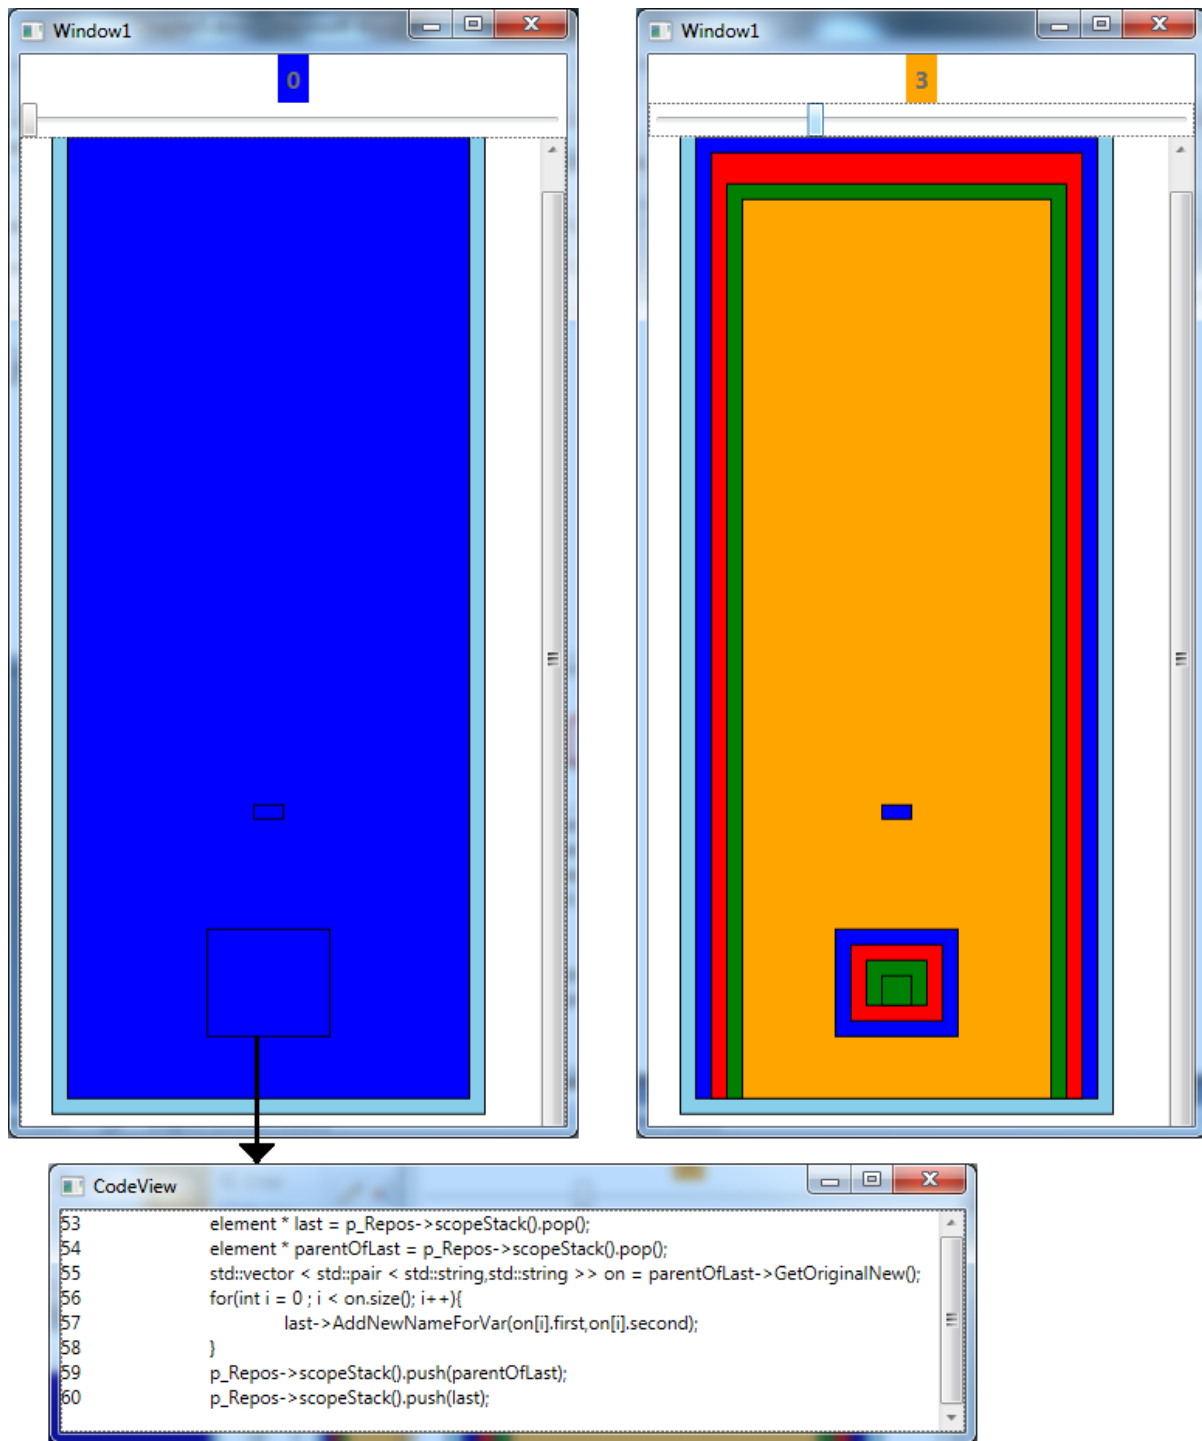 Window1
0
Window1
3
CodeView
53 element * last = p_Repos->scopeStack().pop();
54 element * parentOfLast = p_Repos->scopeStack().pop();
55 std::vector < std::pair < std::string,std::string >> on = parentOfLast->GetOriginalNew();
56 for(int i = 0 ; i < on.size(); i++){
57 last->AddNewNameForVar(on[i].first,on[i].second);
58 }
59 p_Repos->scopeStack().push(parentOfLast);
60 p_Repos->scopeStack().push(last);